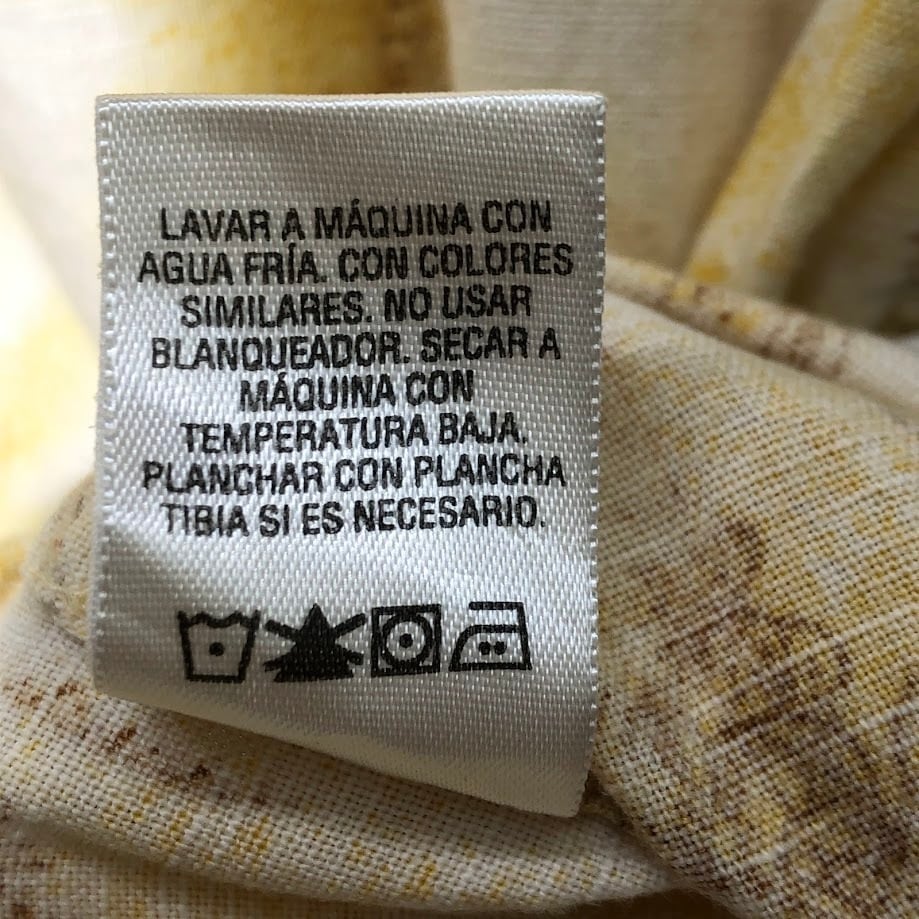 LAVAR A MÁQUINA CON
AGUA FRÍA. CON COLORES
SIMILARES. NO USAR
BLANQUEADOR. SECAR A
MÁQUINA CON
TEMPERATURA BAJA.
PLANCHAR CON PLANCHA
TIBIA SI ES NECESARIO.